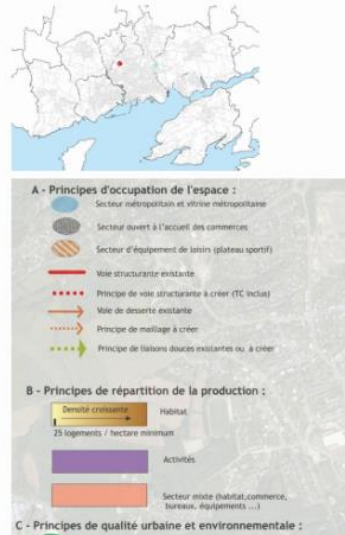 A - Principes d'occupation de l'espace :
Secteur métropolitain et vitrine métropolitaine
Secteur ouvert à l'accueil des commerces
Secteur d'équipement de loisirs (plateau sportif)
Voie structurante existante
Principe de voie structurante à créer (TC inclus)
Voie de desserte existante
Principe de maillage à créer
Principe de liaisons douces existantes ou à créer
B - Principes de répartition de la production :
Densité croissante
Habitat
25 logements / hectare minimum
Activités
Secteur mixte (habitat,commerce,
bureaux, équipements ...)
C - Principes de qualité urbaine et environnementale :